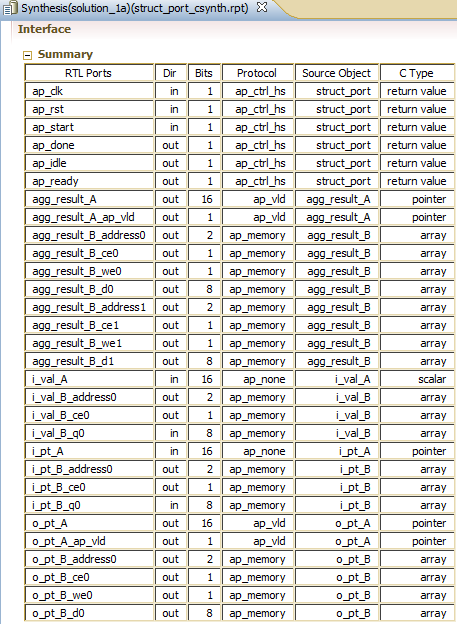 Synthesis(solution_1a)(struct_port_csynth.rpt)
Interface
Summary
RTL Ports Dir Bits Protocol Source Object C Type
ap_clk in 1 ap_ctrl_hs struct_port return value
ap_rst in 1 ap_ctrl_hs struct_port return value
ap_start in 1 ap_ctrl_hs struct_port return value
ap_done out 1 ap_ctrl_hs struct_port return value
ap_idle out 1 ap_ctrl_hs struct_port return value
ap_ready out 1 ap_ctrl_hs struct_port return value
agg_result_A out 16 ap_vld agg_result_A pointer
agg_result_A_ap_vld out 1 ap_vld agg_result_A pointer
agg_result_B_address0 out 2 ap_memory agg_result_B array
agg_result_B_ce0 out 1 ap_memory agg_result_B array
agg_result_B_we0 out 1 ap_memory agg_result_B array
agg_result_B_d0 out 8 ap_memory agg_result_B array
agg_result_B_address1 out 2 ap_memory agg_result_B array
agg_result_B_ce1 out 1 ap_memory agg_result_B array
agg_result_B_we1 out 1 ap_memory agg_result_B array
agg_result_B_d1 out 8 ap_memory agg_result_B array
i_val_A in 16 ap_none i_val_A scalar
i_val_B_address0 out 2 ap_memory i_val_B array
i_val_B_ce0 out 1 ap_memory i_val_B array
i_val_B_q0 in 8 ap_memory i_val_B array
i_pt_A in 16 ap_none i_pt_A pointer
i_pt_B_address0 out 2 ap_memory i_pt_B array
i_pt_B_ce0 out 1 ap_memory i_pt_B array
i_pt_B_q0 in 8 ap_memory i_pt_B array
o_pt_A out 16 ap_vld o_pt_A pointer
o_pt_A_ap_vld out 1 ap_vld o_pt_A pointer
o_pt_B_address0 out 2 ap_memory o_pt_B array
o_pt_B_ce0 out 1 ap_memory o_pt_B array
o_pt_B_we0 out 1 ap_memory o_pt_B array
o_pt_B_d0 out 8 ap_memory o_pt_B array